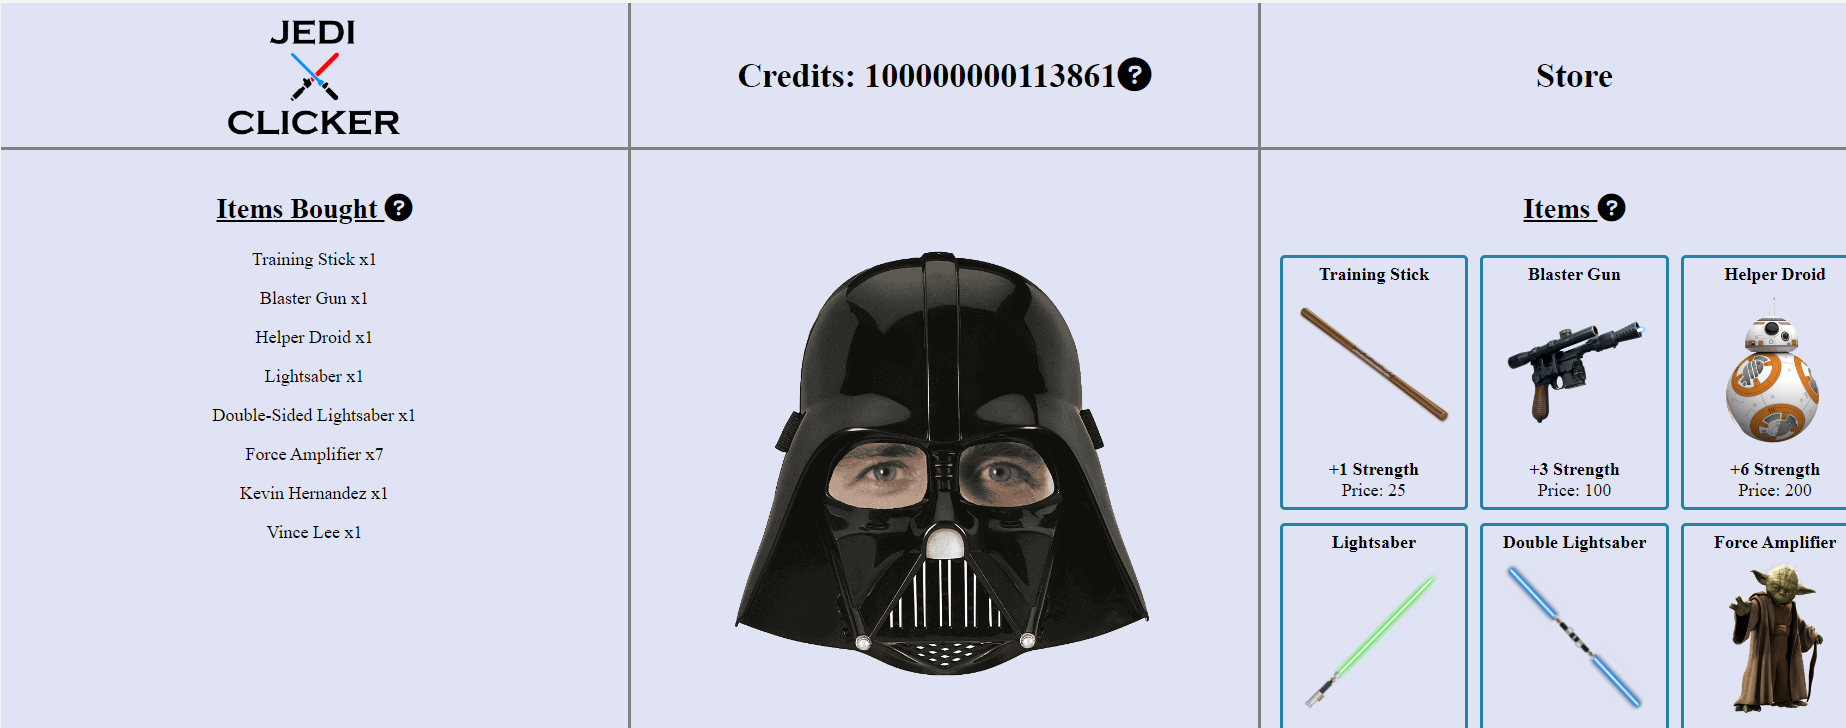 JEDI
CLICKER
Credits: 100000000113861?
Store
Items Bought ?
Training Stick x1
Blaster Gun x1
Helper Droid x1
Lightsaber x1
Double-Sided Lightsaber x1
Force Amplifier x7
Kevin Hernandez x1
Vince Lee x1
Items ?
Training Stick
+1 Strength
Price: 25
Blaster Gun
+3 Strength
Price: 100
Helper Droid
+6 Strength
Price: 200
Lightsaber
Double Lightsaber
Force Amplifier